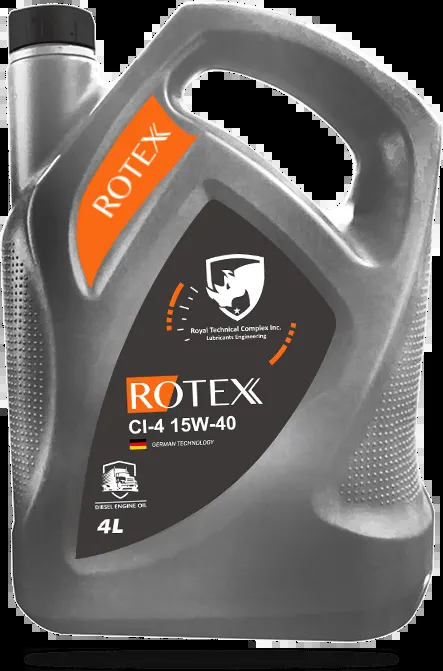 ROTEX
Royal Technical Complex Inc.
Lubricants Engineering
ROTEX
CI-4 15W-40
GERMAN TECHNOLOGY
DIESEL ENGINE OIL
4L